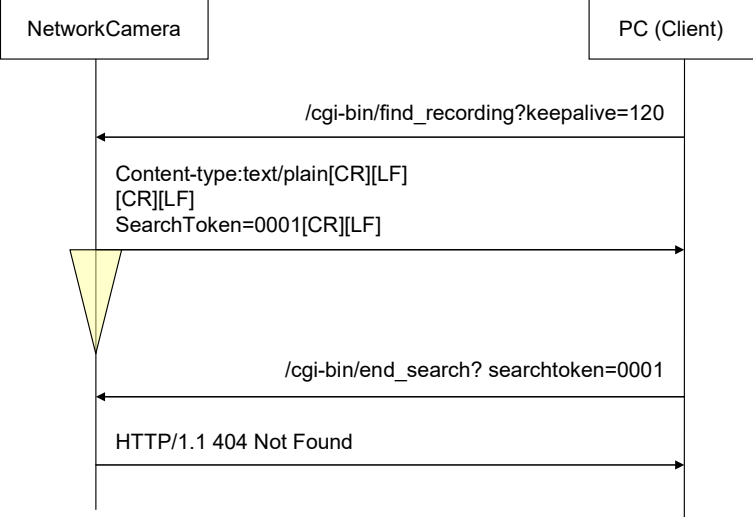 NetworkCamera
PC (Client)
/cgi-bin/find_recording?keepalive=120
Content-type:text/plain[CR][LF]
[CR][LF]
SearchToken=0001[CR][LF]
/cgi-bin/end_search? searchtoken=0001
HTTP/1.1 404 Not Found